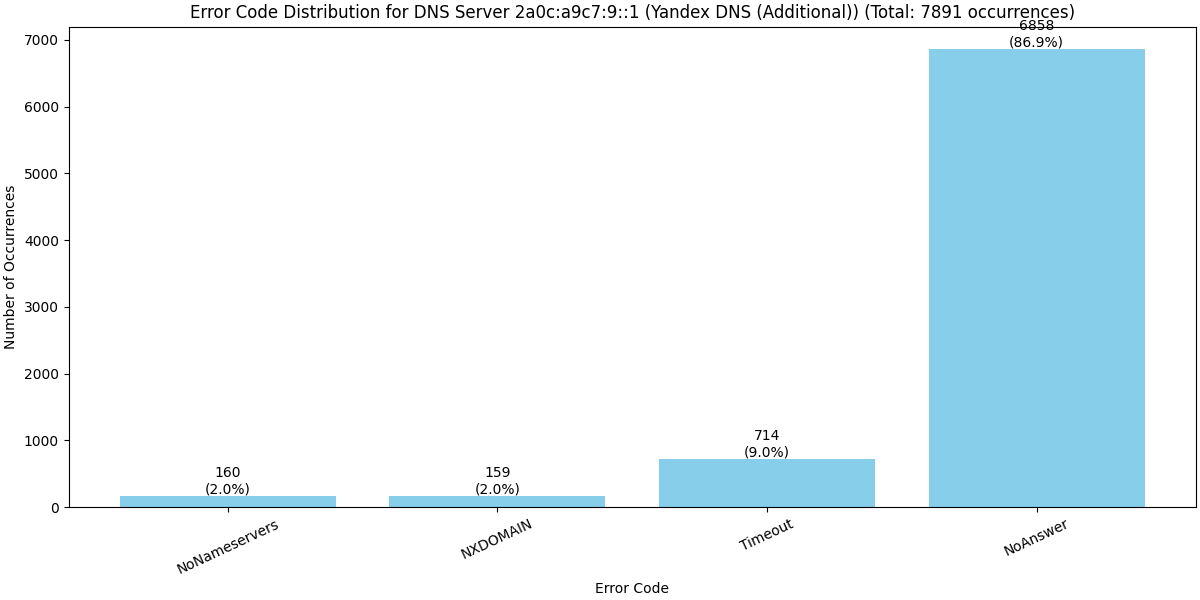 Error Code Distribution for DNS Server 2a0c:a9c7:9::1 (Yandex DNS (Additional)) (Total: 7891 occurrences)
Number of Occurrences
7000
6000
5000
4000
3000
2000
1000
0
160
(2.0%)
159
(2.0%)
714
(9.0%)
6858
(86.9%)
NoNameservers
NXDOMAIN
Timeout
NoAnswer
Error Code